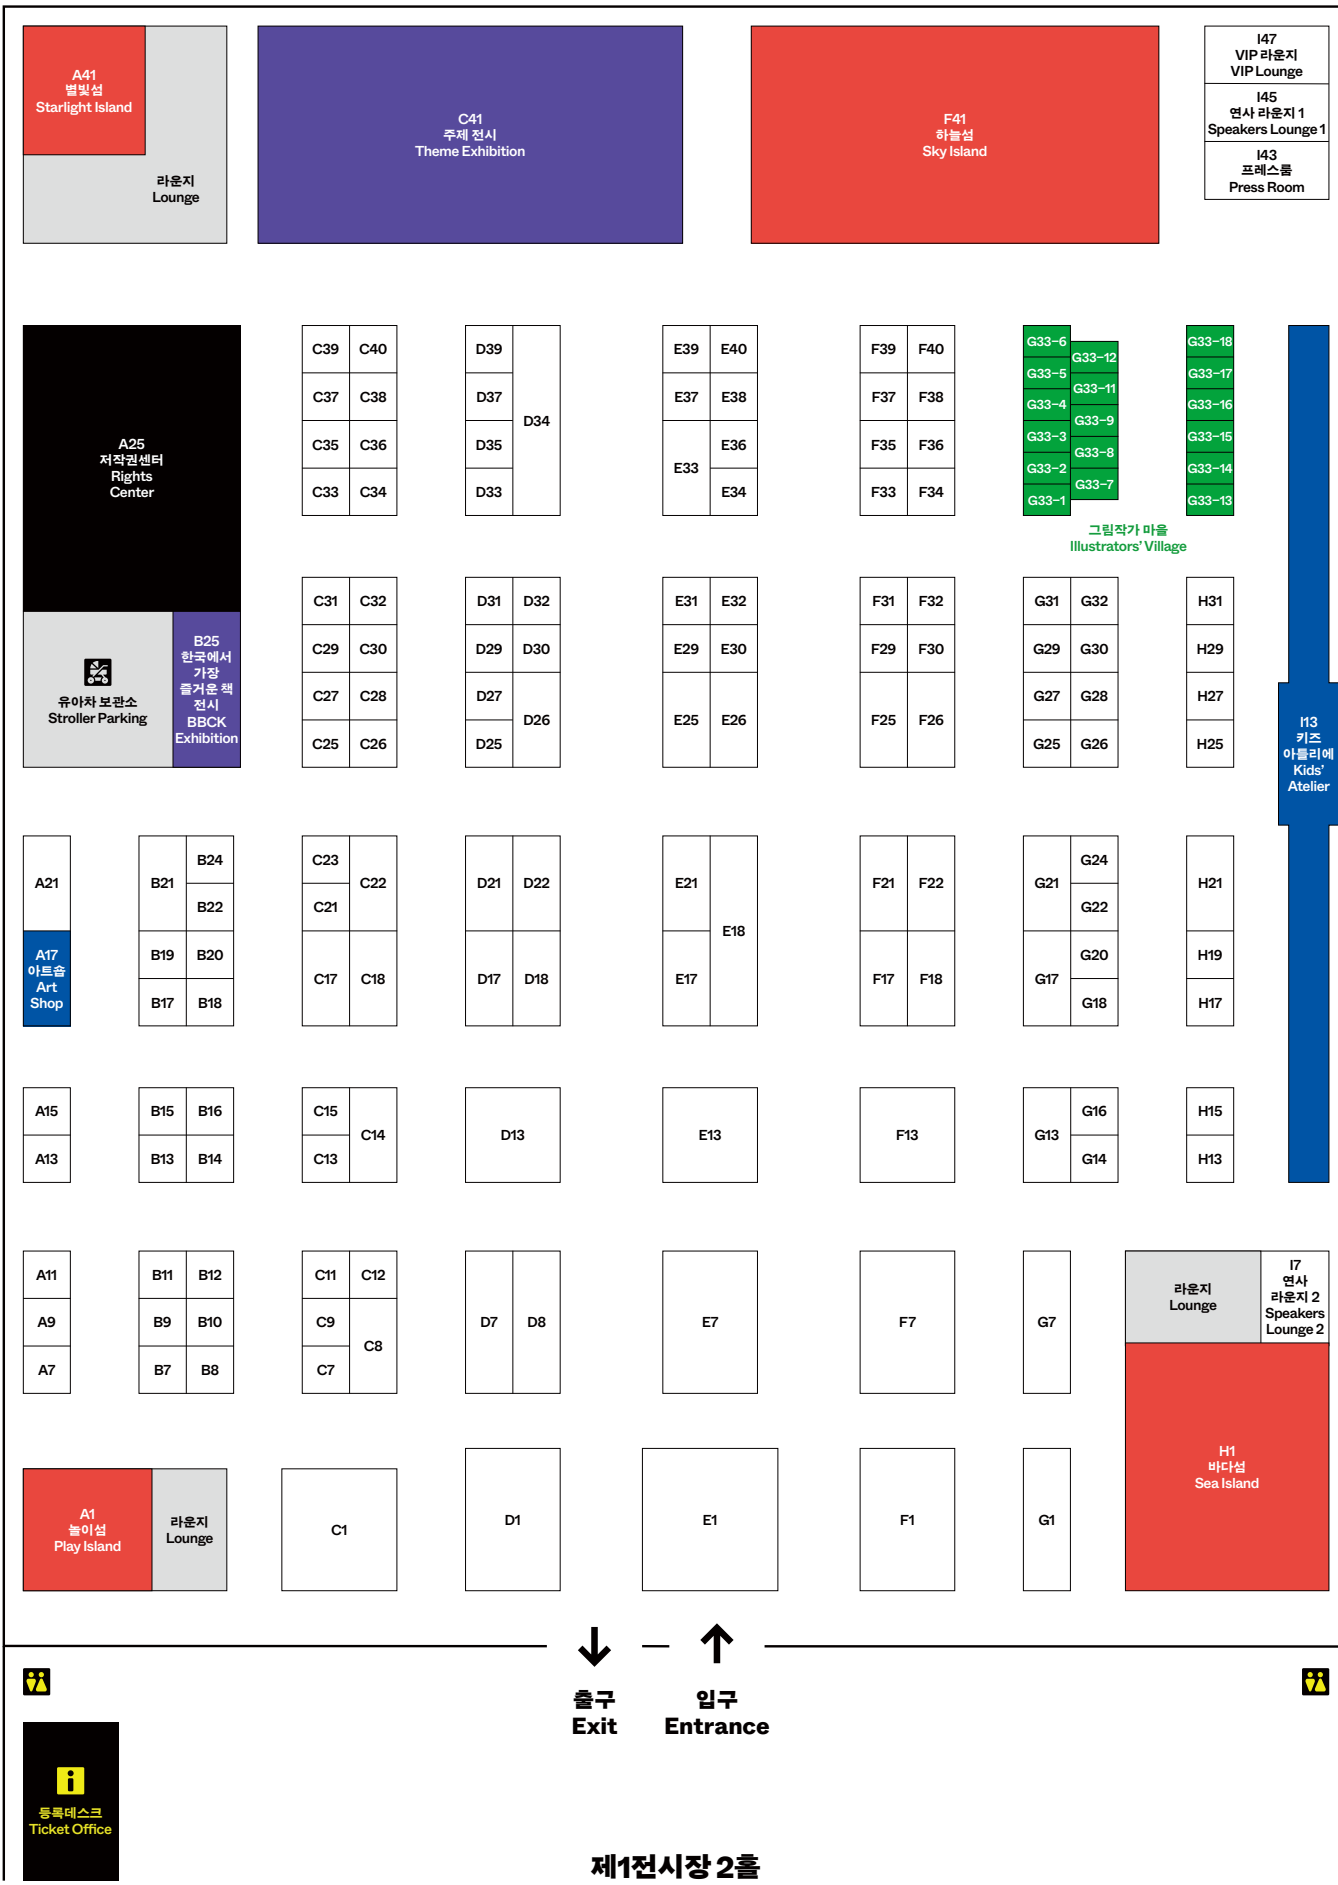 A41
별빛섬
Starlight Island
라운지
Lounge
C41
주제 전시
Theme Exhibition
F41
하늘섬
Sky Island
I47
VIP 라운지
VIP Lounge
I45
연사 라운지 1
Speakers Lounge 1
I43
프레스룸
Press Room
A25
저작권센터
Rights
Center
C39 C40
C37 C38
C35 C36
C33 C34
D39
D37
D35
D33
D34
E39 E40
E37 E38
E33
E36
E34
F39 F40
F37 F38
F35 F36
F33 F34
G33-6
G33-5
G33-4
G33-3
G33-2
G33-1
G33-12
G33-11
G33-9
G33-8
G33-7
G33-18
G33-17
G33-16
G33-15
G33-14
G33-13
그림작가 마을
Illustrators' Village
유아차 보관소
Stroller Parking
B25
한국에서
가장
즐거운 책
전시
BBCK
Exhibition
C31 C32
C29 C30
C27 C28
C25 C26
D31 D32
D29 D30
D27
D25
D26
E31 E32
E29 E30
E25 E26
F31 F32
F29 F30
F25 F26
G31 G32
G29 G30
G27 G28
G25 G26
H31
H29
H27
H25
I13
키즈
아틀리에
Kids'
Atelier
A21
A17
아트숍
Art
Shop
B21
B24
B22
B19 B20
B17 B18
C23
C21
C22
C17 C18
D21 D22
D17 D18
E21
E17
E18
F21 F22
F17 F18
G21
G24
G22
G17
G20
G18
H21
H19
H17
A15
A13
B15 B16
B13 B14
C15
C13
C14
D13
E13
F13
G13
G16
G14
H15
H13
A11
A9
A7
B11 B12
B9 B10
B7 B8
C11 C12
C9
C7
C8
D7 D8
E7
F7
G7
라운지
Lounge
I7
연사
라운지 2
Speakers
Lounge 2
H1
바다섬
Sea Island
A1
놀이섬
Play Island
라운지
Lounge
C1
D1
E1
F1
G1
출구
Exit
입구
Entrance
i
등록데스크
Ticket Office
제1전시장 2홀